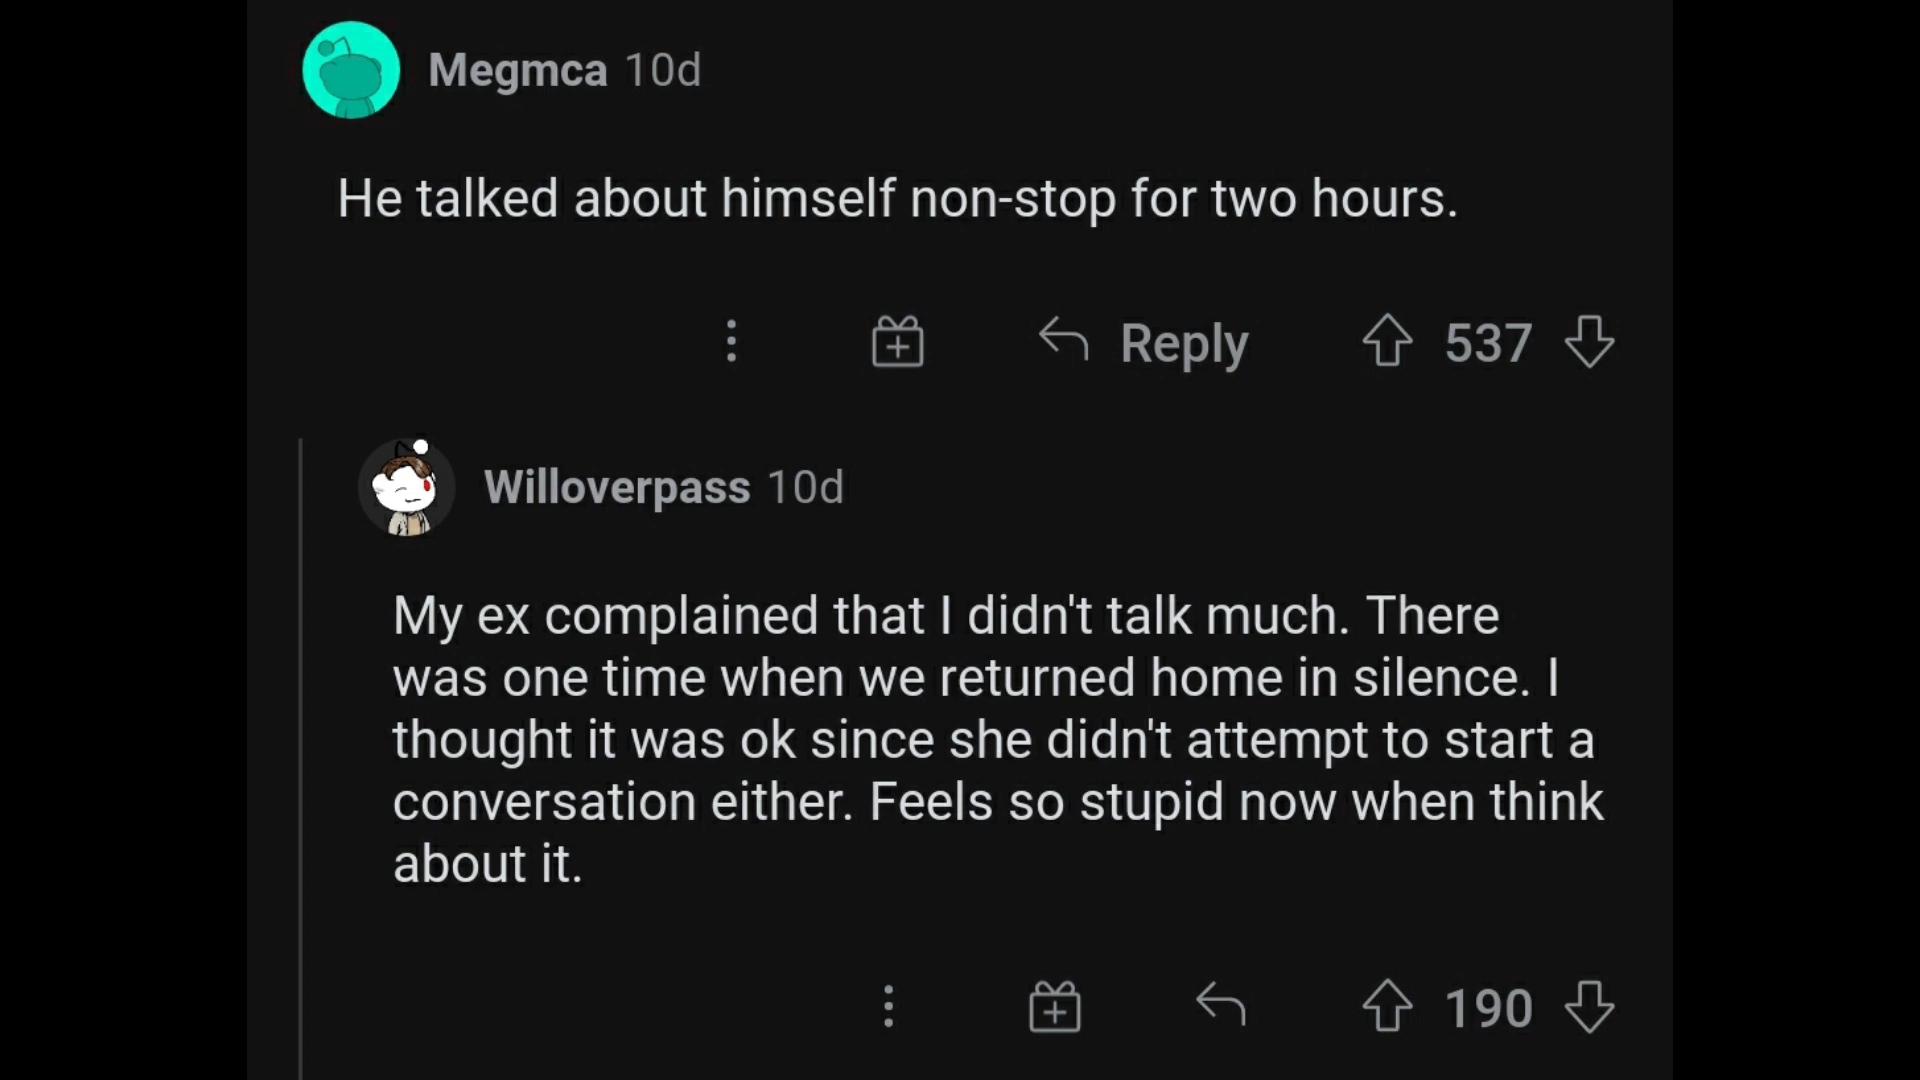 Megmca 10d
He talked about himself non-stop for two hours.
Reply 537
Willoverpass 10d
My ex complained that I didn't talk much. There
was one time when we returned home in silence. I
thought it was ok since she didn't attempt to start a
conversation either. Feels so stupid now when think
about it.
190